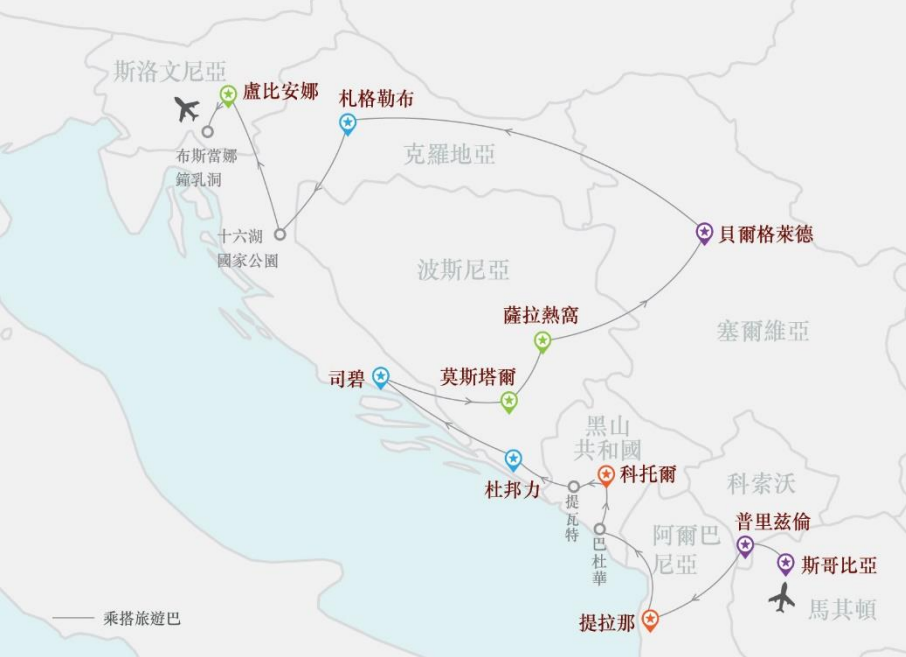 斯洛文尼亞
盧比安娜
札格勒布
布斯當娜
鐘乳洞
克羅地亞
十六湖
國家公園
貝爾格萊德
波斯尼亞
薩拉熱窩
塞爾維亞
司碧
莫斯塔爾
黑山
共和國
科托爾
杜邦力
科索沃
提瓦特
普里兹倫
阿爾巴
尼亞
巴杜華
斯哥比亞
馬其頓
提拉那
乘搭旅遊巴